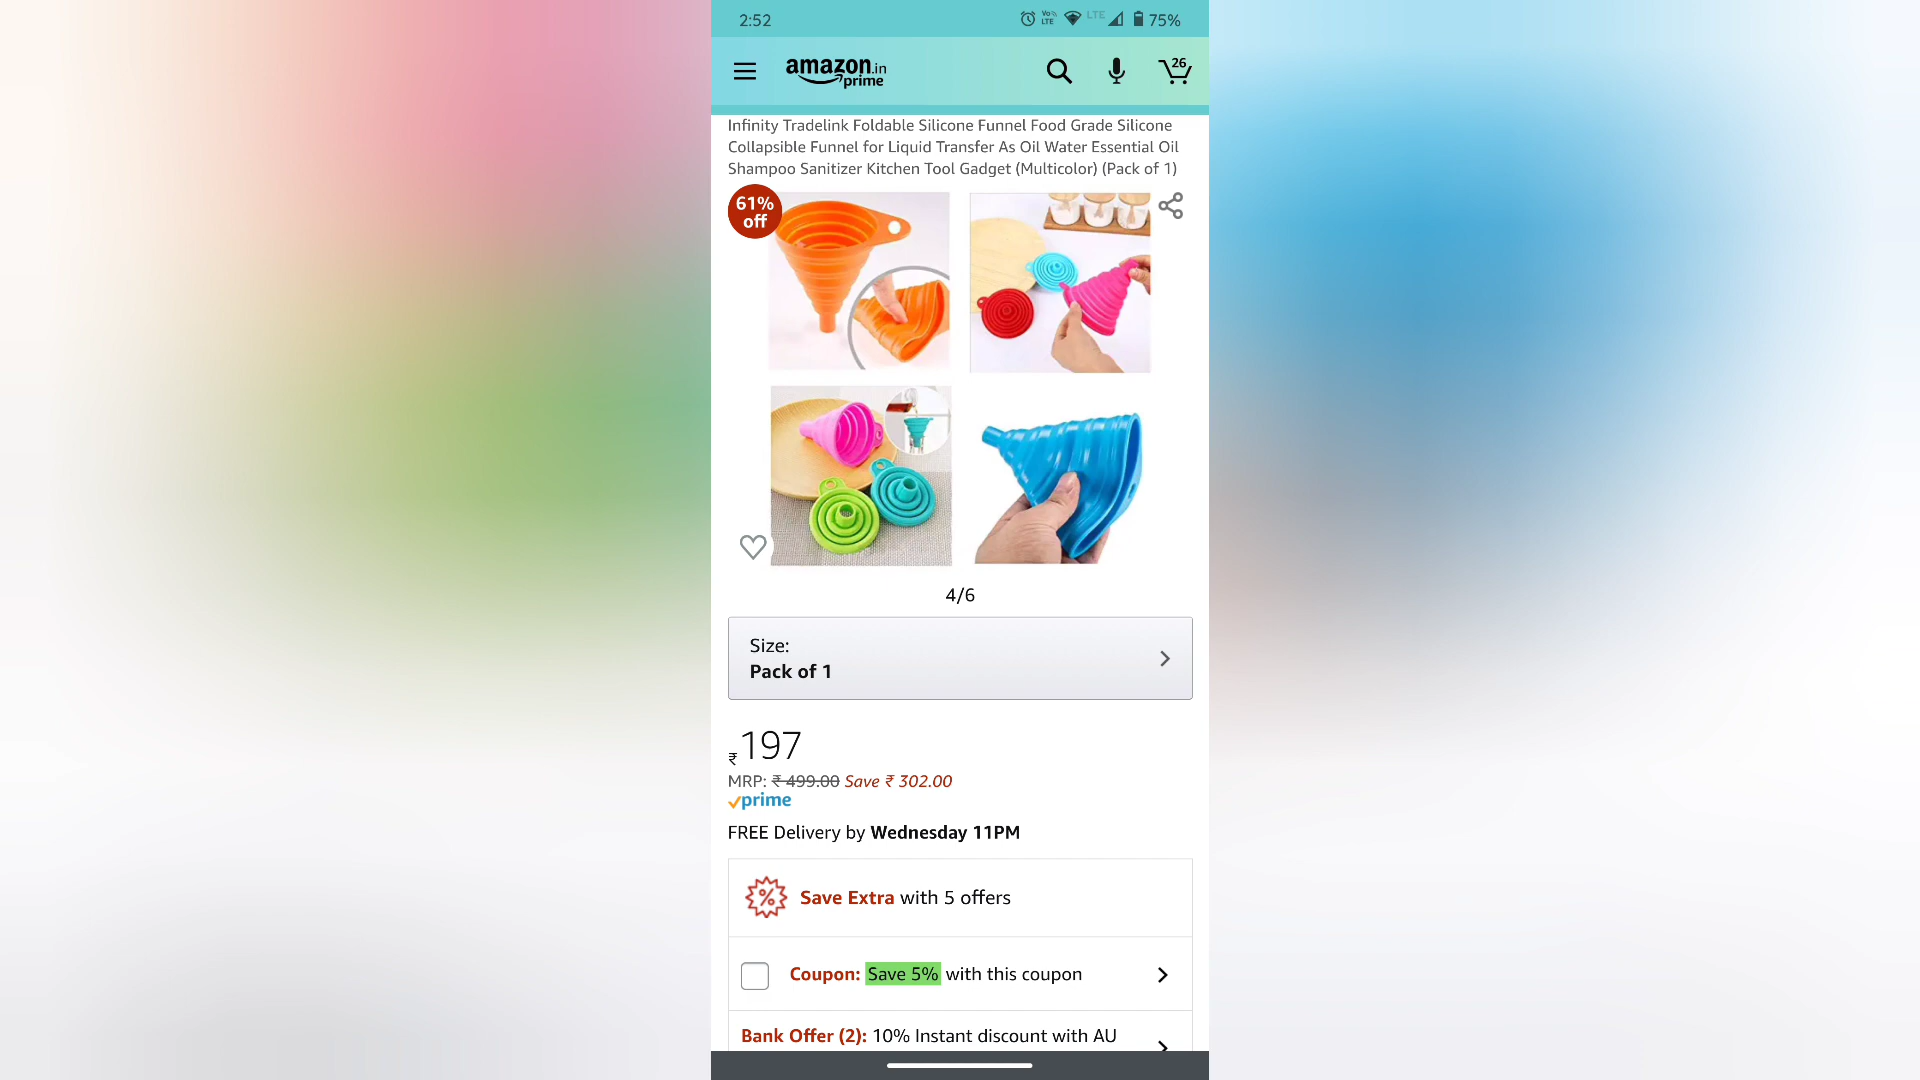 2:52
Vo))
LTE
LTE
75%
amazon.in
prime
26
Infinity Tradelink Foldable Silicone Funnel Food Grade Silicone
Collapsible Funnel for Liquid Transfer As Oil Water Essential Oil
Shampoo Sanitizer Kitchen Tool Gadget (Multicolor) (Pack of 1)
61%
off
4/6
Size:
Pack of 1
₹197
MRP: ₹ 499.00 Save ₹ 302.00
prime
FREE Delivery by Wednesday 11PM
Save Extra with 5 offers
Coupon: Save 5% with this coupon
Bank Offer (2): 10% Instant discount with AU